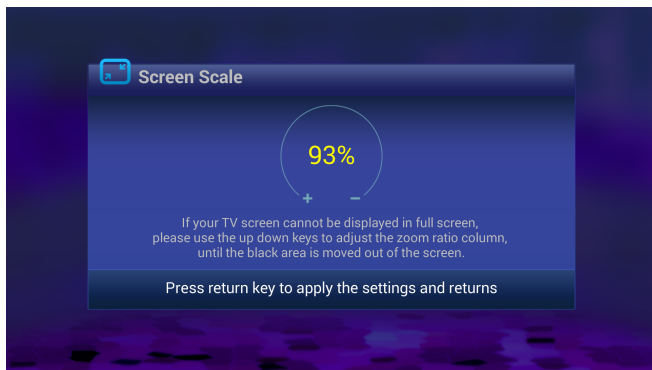 Screen Scale
93%
+ −
If your TV screen cannot be displayed in full screen,
please use the up down keys to adjust the zoom ratio column,
until the black area is moved out of the screen.
Press return key to apply the settings and returns